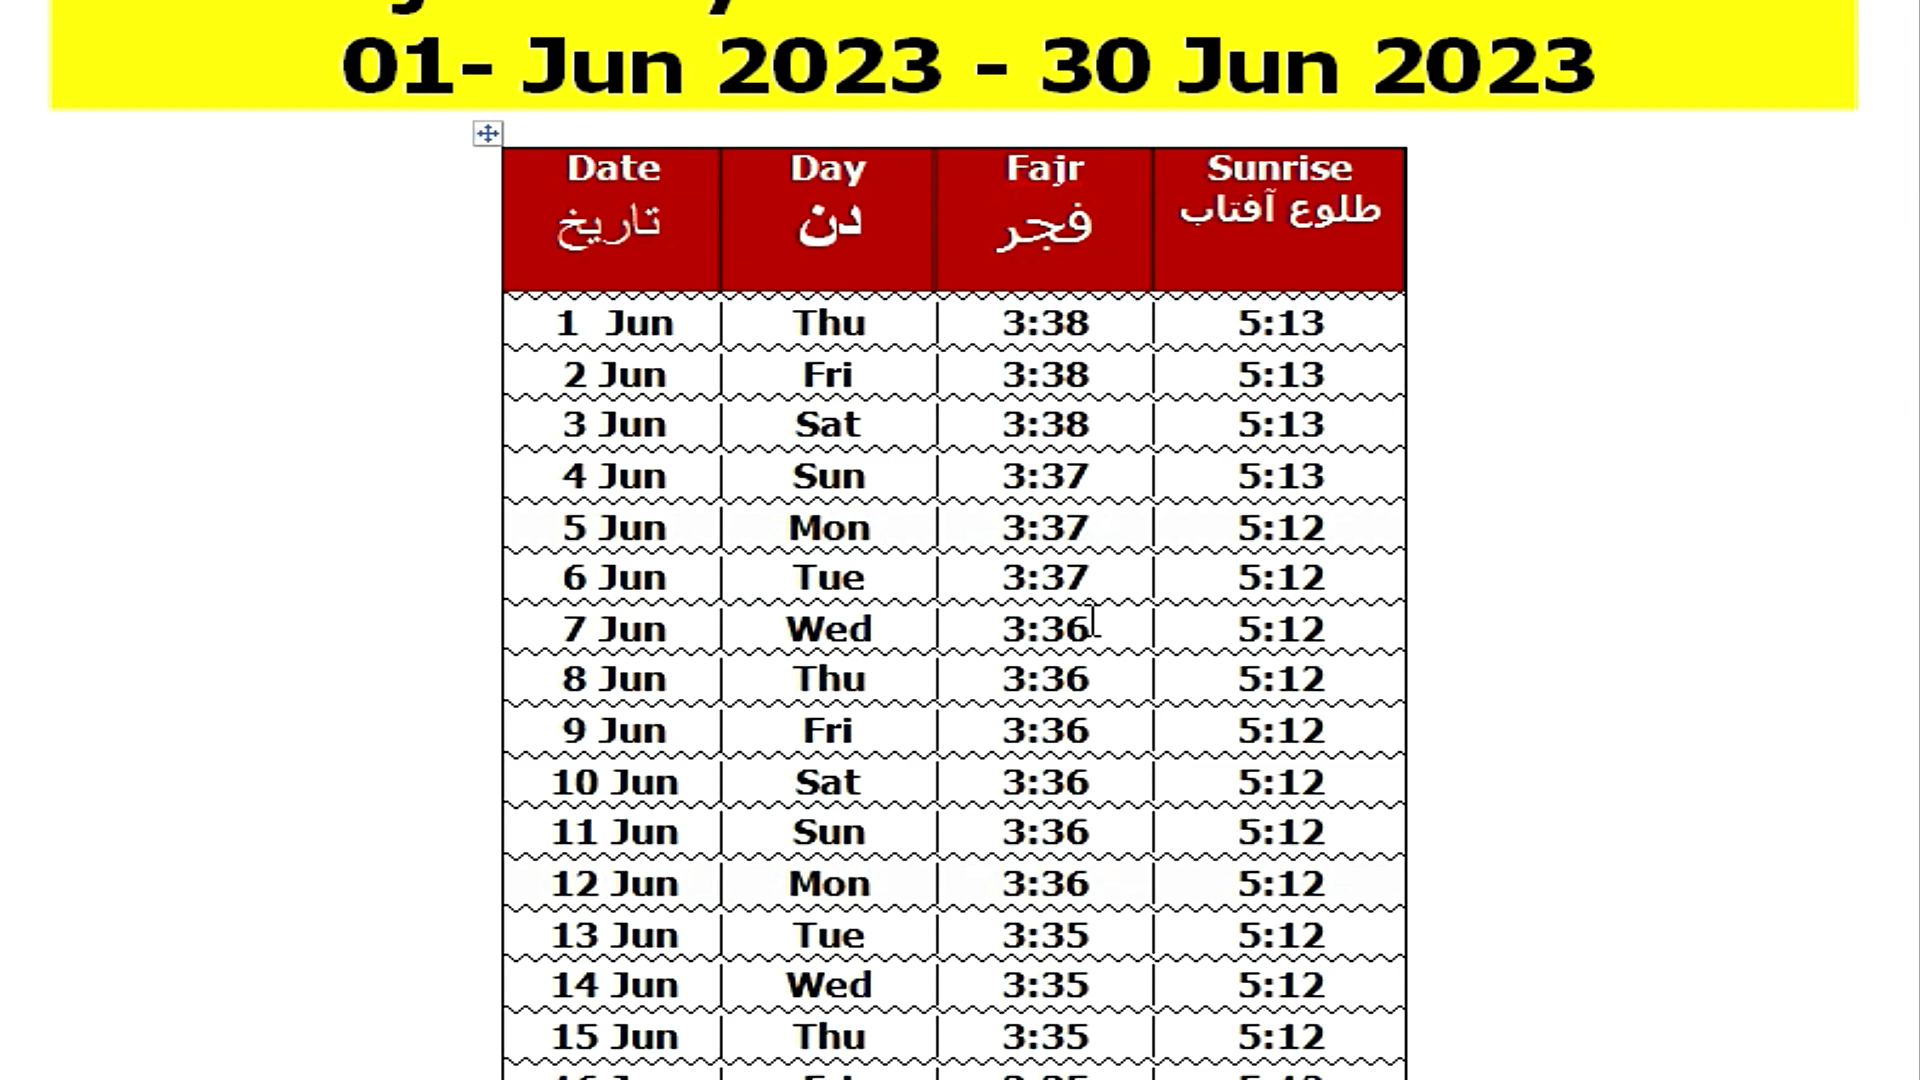 01- Jun 2023 - 30 Jun 2023
Date Day Fajr Sunrise
تاریخ دن فجر طلوع آفتاب
1 Jun Thu 3:38 5:13
2 Jun Fri 3:38 5:13
3 Jun Sat 3:38 5:13
4 Jun Sun 3:37 5:13
5 Jun Mon 3:37 5:12
6 Jun Tue 3:37 5:12
7 Jun Wed 3:36 5:12
8 Jun Thu 3:36 5:12
9 Jun Fri 3:36 5:12
10 Jun Sat 3:36 5:12
11 Jun Sun 3:36 5:12
12 Jun Mon 3:36 5:12
13 Jun Tue 3:35 5:12
14 Jun Wed 3:35 5:12
15 Jun Thu 3:35 5:12